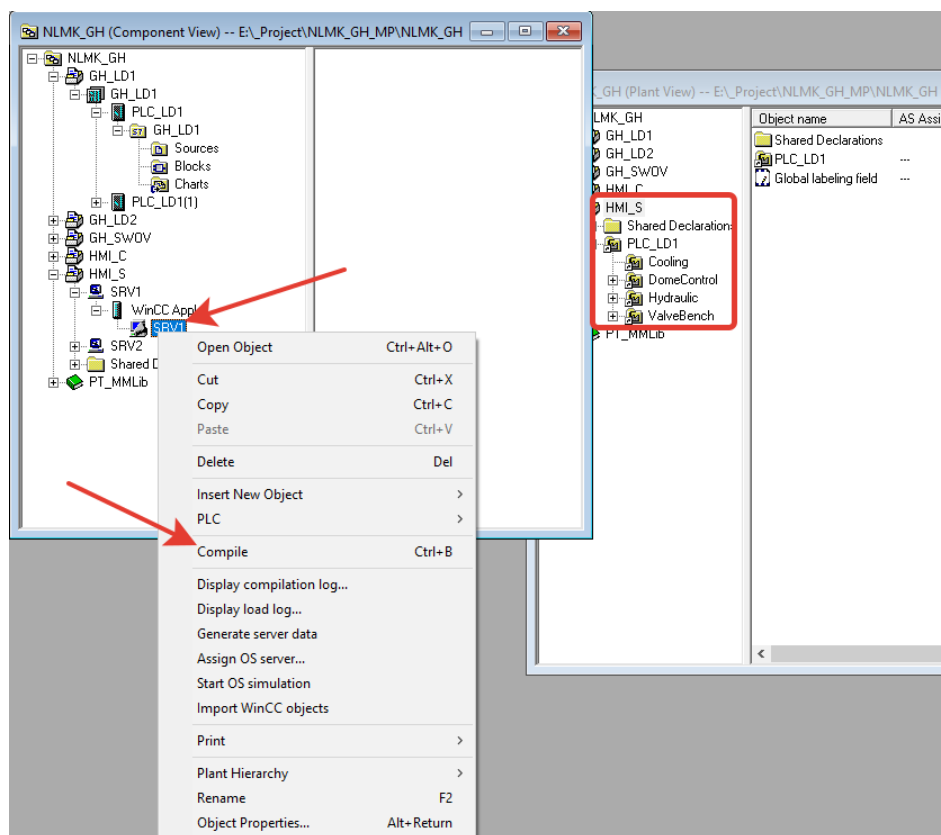 NLMK_GH (Component View) -- E:\_Project\NLMK_GH_MP\NLMK_GH
NLMK_GH
GH_LD1
GH_LD1
PLC_LD1
GH_LD1
Sources
Blocks
Charts
PLC_LD1(1)
GH_LD2
GH_SWOV
HMI_C
HMI_S
SRV1
WinCC Appl
SRV1
SRV2
Shared D
PT_MMLib
Open Object Ctrl+Alt+O
Cut Ctrl+X
Copy Ctrl+C
Paste Ctrl+V
Delete Del
Insert New Object
PLC
Compile Ctrl+B
Display compilation log...
Display load log...
Generate server data
Assign OS server...
Start OS simulation
Import WinCC objects
Print
Plant Hierarchy
Rename F2
Object Properties... Alt+Return
_GH (Plant View) -- E:\_Project\NLMK_GH_MP\NLMK_GH
LMK_GH
GH_LD1
GH_LD2
GH_SWOV
HMI_C
HMI_S
Shared Declaration
PLC_LD1
Cooling
DomeControl
Hydraulic
ValveBench
PT_MMLib
Object name AS Assi
Shared Declarations
PLC_LD1 ---
Global labeling field ---